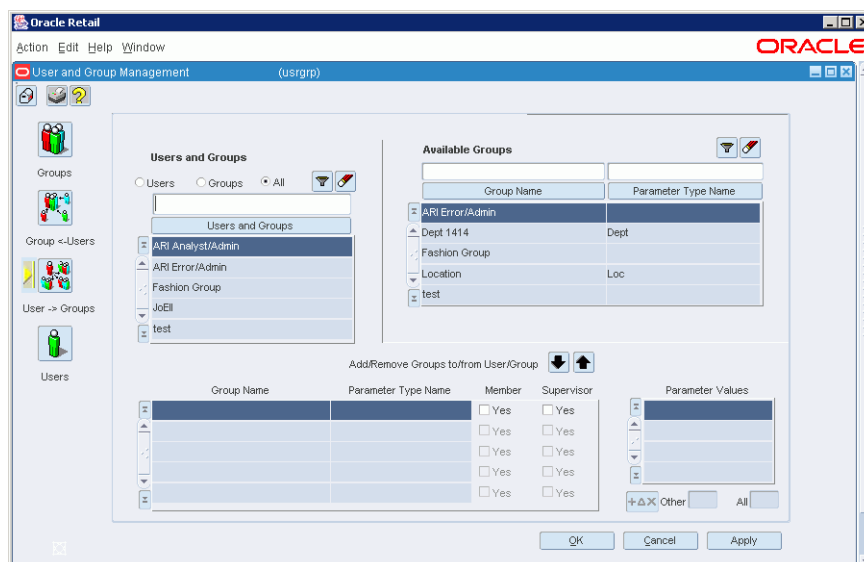 Oracle Retail
Action Edit Help Window
ORACLE
User and Group Management (usrgrp)
Groups
Group <-Users
User -> Groups
Users
Users and Groups
Users Groups All
Users and Groups
ARI Analyst/Admin
ARI Error/Admin
Fashion Group
JoEll
test
Available Groups
Group Name Parameter Type Name
ARI Error/Admin
Dept 1414 Dept
Fashion Group
Location Loc
test
Add/Remove Groups to/from User/Group
Group Name Parameter Type Name Member Supervisor Parameter Values
Yes Yes
Yes Yes
Yes Yes
Yes Yes
Yes Yes
Other All
OK Cancel Apply